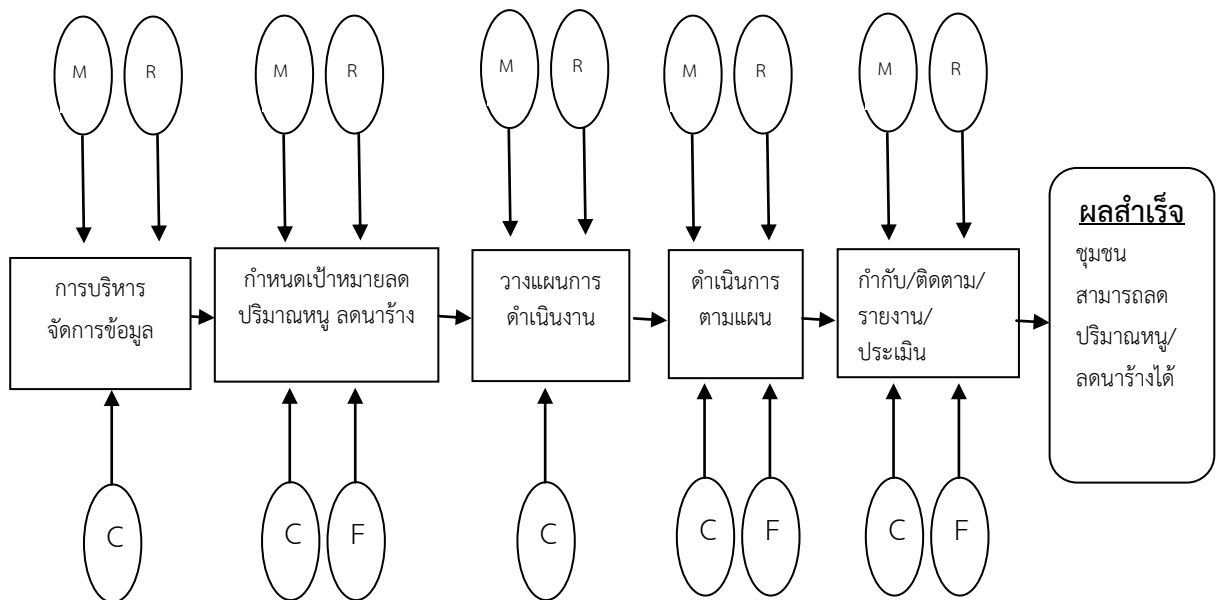 M R M R M R M R M R
การบริหาร
จัดการข้อมูล
กำหนดเป้าหมายลด
ปริมาณหนู ลดนาร้าง
วางแผนการ
ดำเนินงาน
ดำเนินการ
ตามแผน
กำกับ/ติดตาม/
รายงาน/
ประเมิน
ผลสำเร็จ
ชุมชน
สามารถลด
ปริมาณหนู/
ลดนาร้างได้
C C F C C F C F